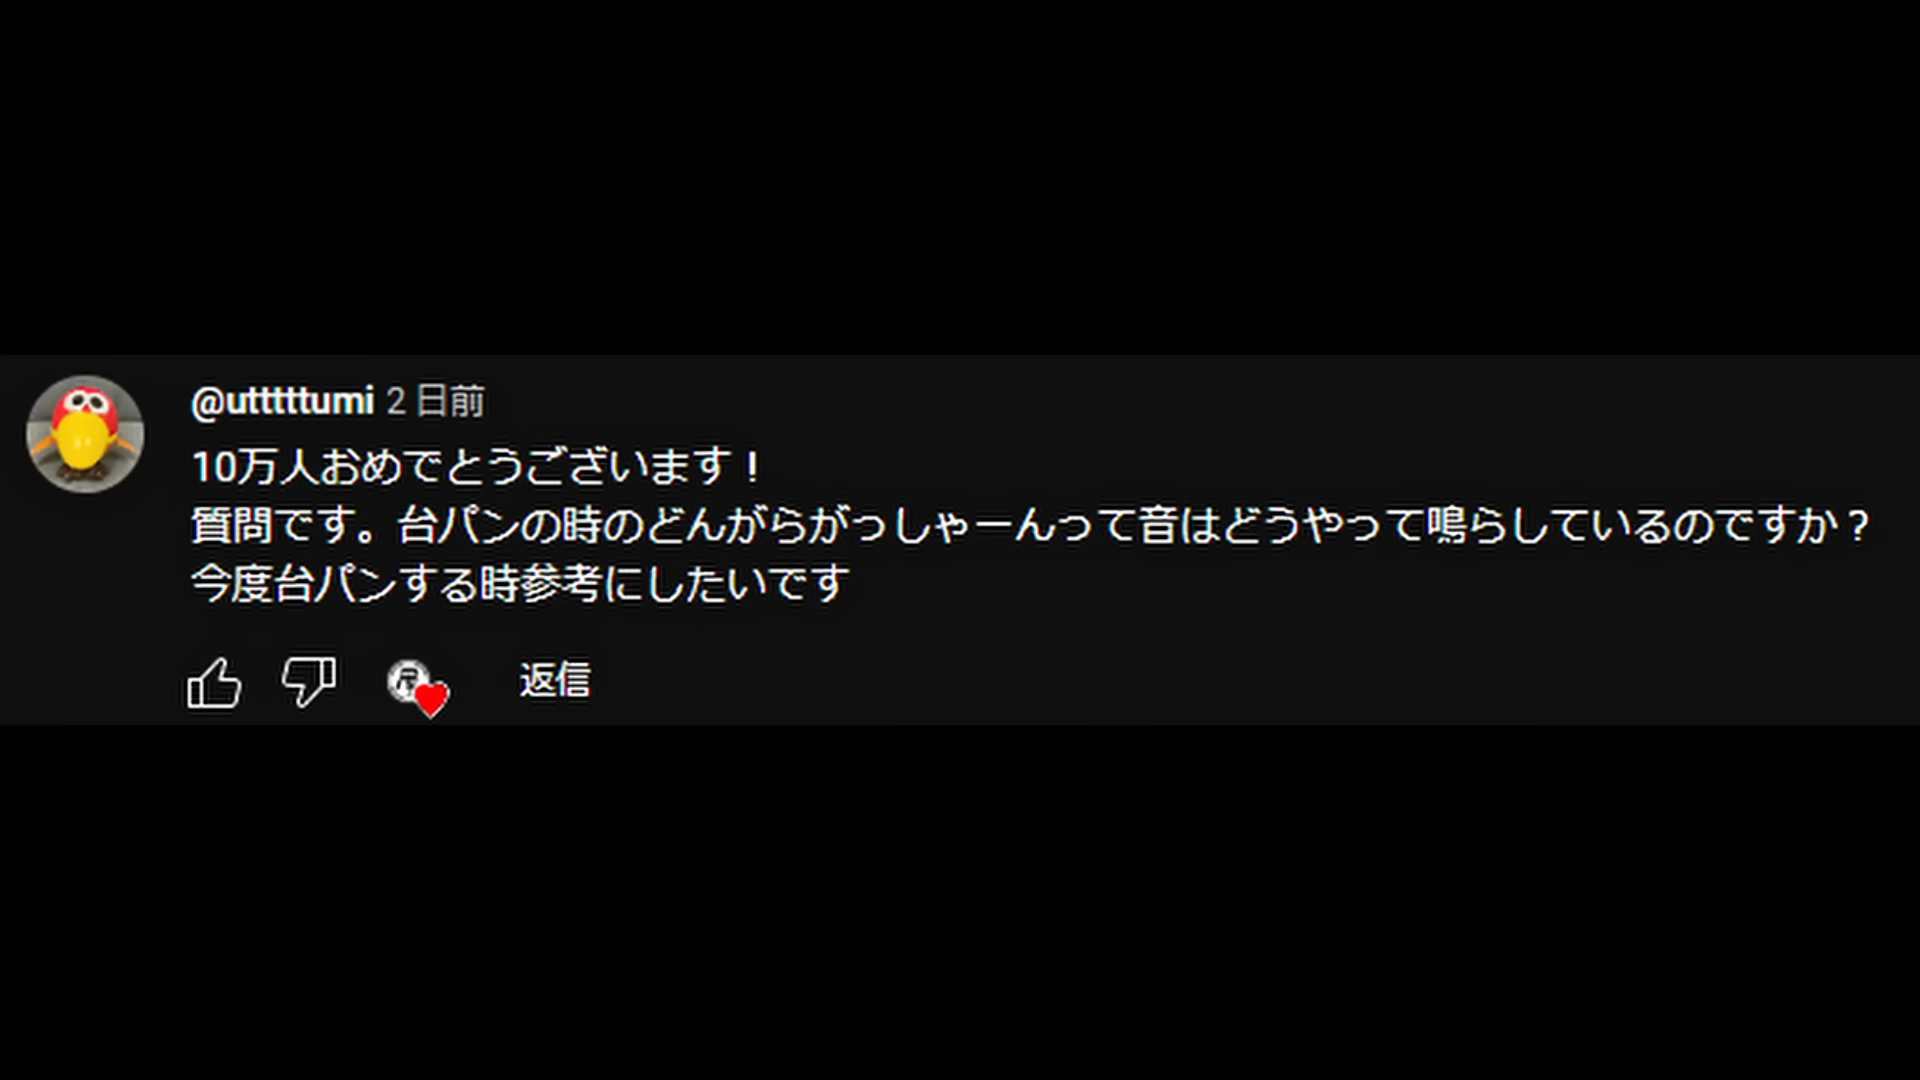 @utttttumi 2 日前
10万人おめでとうございます！
質問です。台パンの時のどんがらがっしゃーんって音はどうやって鳴らしているのですか？
今度台パンする時参考にしたいです
返信